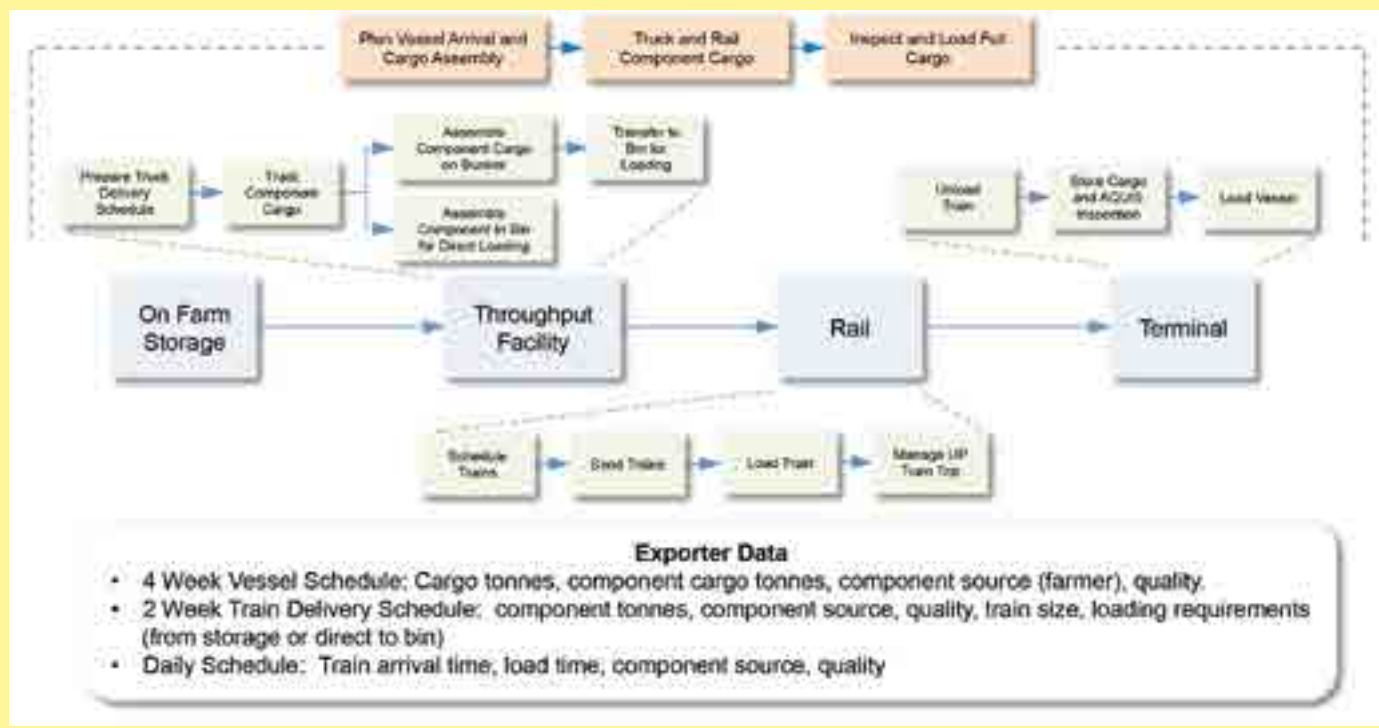 Plan Vessel Arrival and
Cargo Assembly
Truck and Rail
Component Cargo
Inspect and Load Full
Cargo
Assemble
Component Cargo
on Bunker
Transfer to
Bin for
Loading
Prepare Truck
Delivery
Schedule
Component
Cargo
Assemble
Component in Bin
for Direct Loading
Unload
Train
Store Cargo
and AQUIS
Inspection
Load Vessel
On Farm
Storage
Throughput
Facility
Rail
Terminal
Schedule
Trains
Load Train
Manage UP
Train Trip
Exporter Data
• 4 Week Vessel Schedule: Cargo tonnes, component cargo tonnes, component source (farmer), quality.
• 2 Week Train Delivery Schedule: component tonnes, component source, quality, train size, loading requirements
(from storage or direct to bin)
• Daily Schedule: Train arrival time, load time, component source, quality